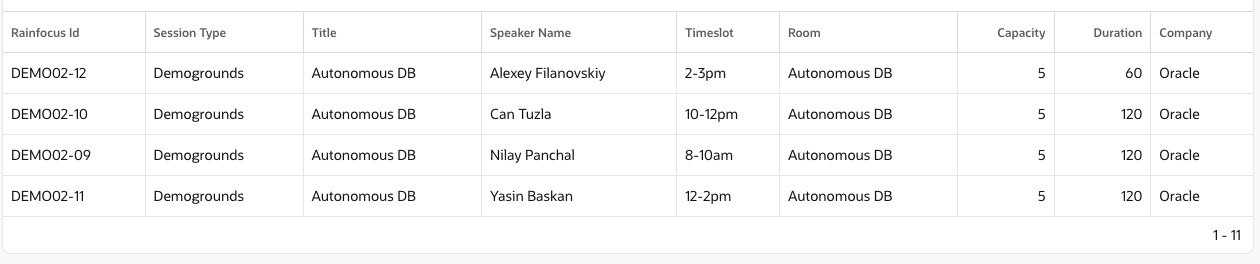 Rainfocus Id Session Type Title Speaker Name Timeslot Room Capacity Duration Company
DEMO02-12 Demogrounds Autonomous DB Alexey Filanovskiy 2-3pm Autonomous DB 5 60 Oracle
DEMO02-10 Demogrounds Autonomous DB Can Tuzla 10-12pm Autonomous DB 5 120 Oracle
DEMO02-09 Demogrounds Autonomous DB Nilay Panchal 8-10am Autonomous DB 5 120 Oracle
DEMO02-11 Demogrounds Autonomous DB Yasin Baskan 12-2pm Autonomous DB 5 120 Oracle
1 - 11